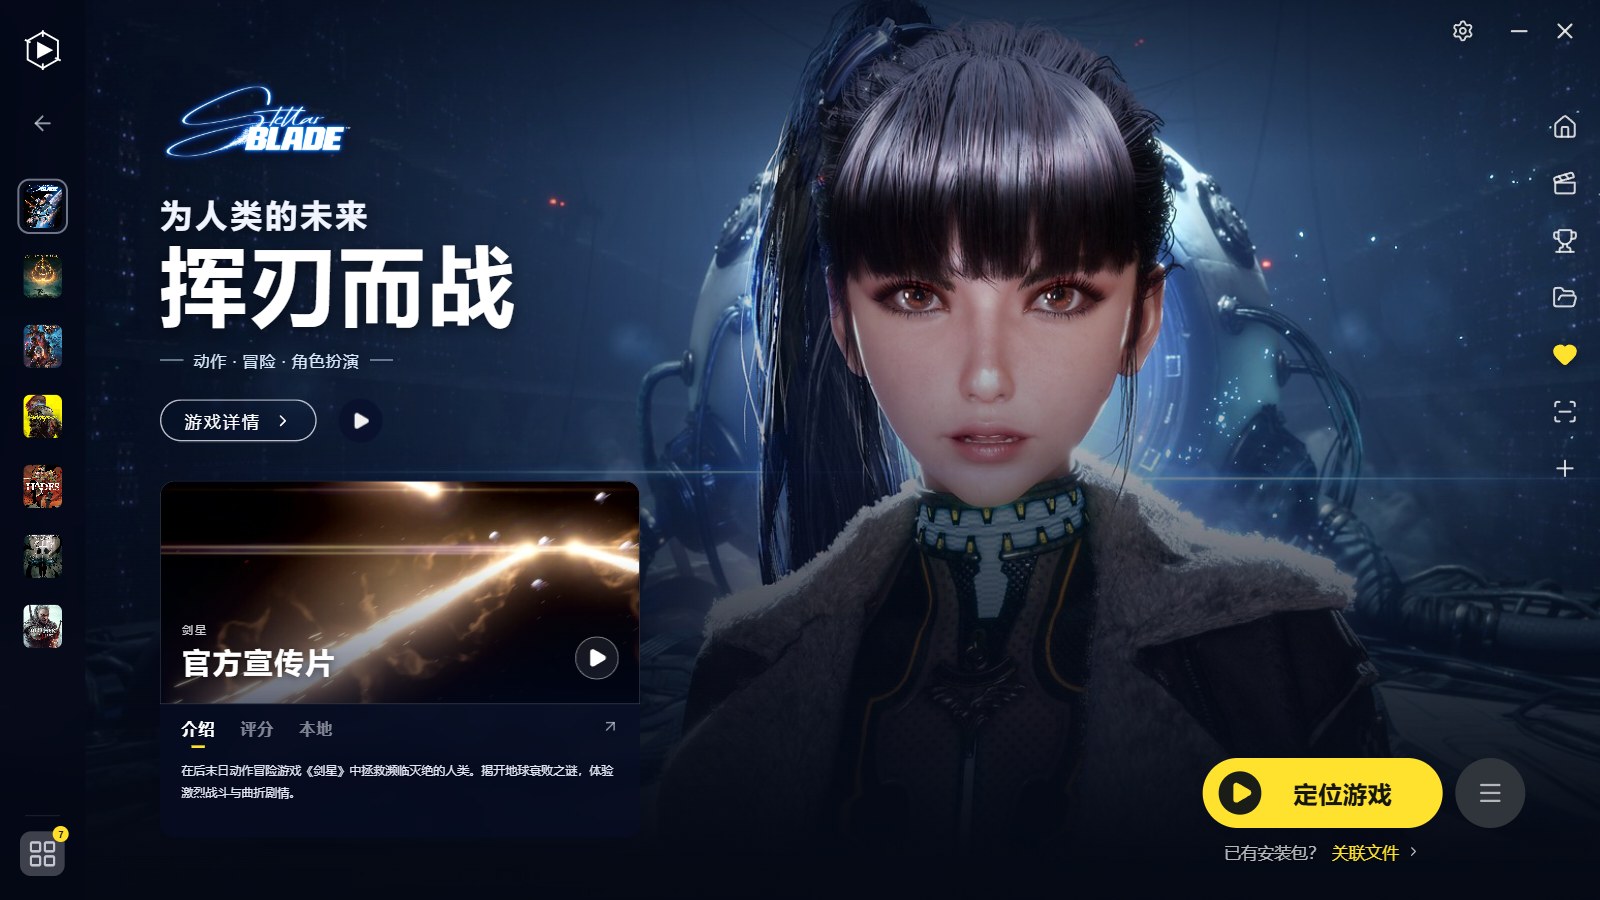 Stellar
BLADE
为人类的未来
挥刃而战
动作 · 冒险 · 角色扮演
游戏详情
剑星
官方宣传片
介绍 评分 本地
在后末日动作冒险游戏《剑星》中拯救濒临灭绝的人类。揭开地球衰败之谜，体验
激烈战斗与曲折剧情。
HADES
7
定位游戏
已有安装包？ 关联文件